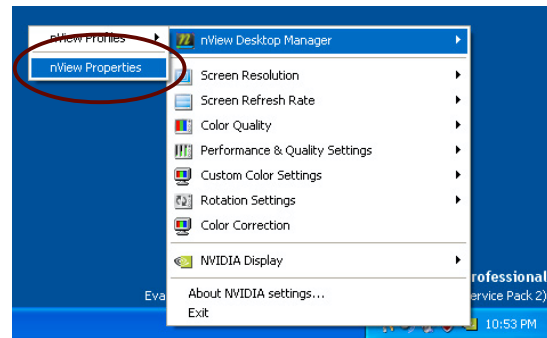 nView Profiles
nView Properties
nView Desktop Manager
Screen Resolution
Screen Refresh Rate
Color Quality
Performance & Quality Settings
Custom Color Settings
Rotation Settings
Color Correction
NVIDIA Display
About NVIDIA settings...
Exit
rofessional
Eva
ervice Pack 2)
10:53 PM